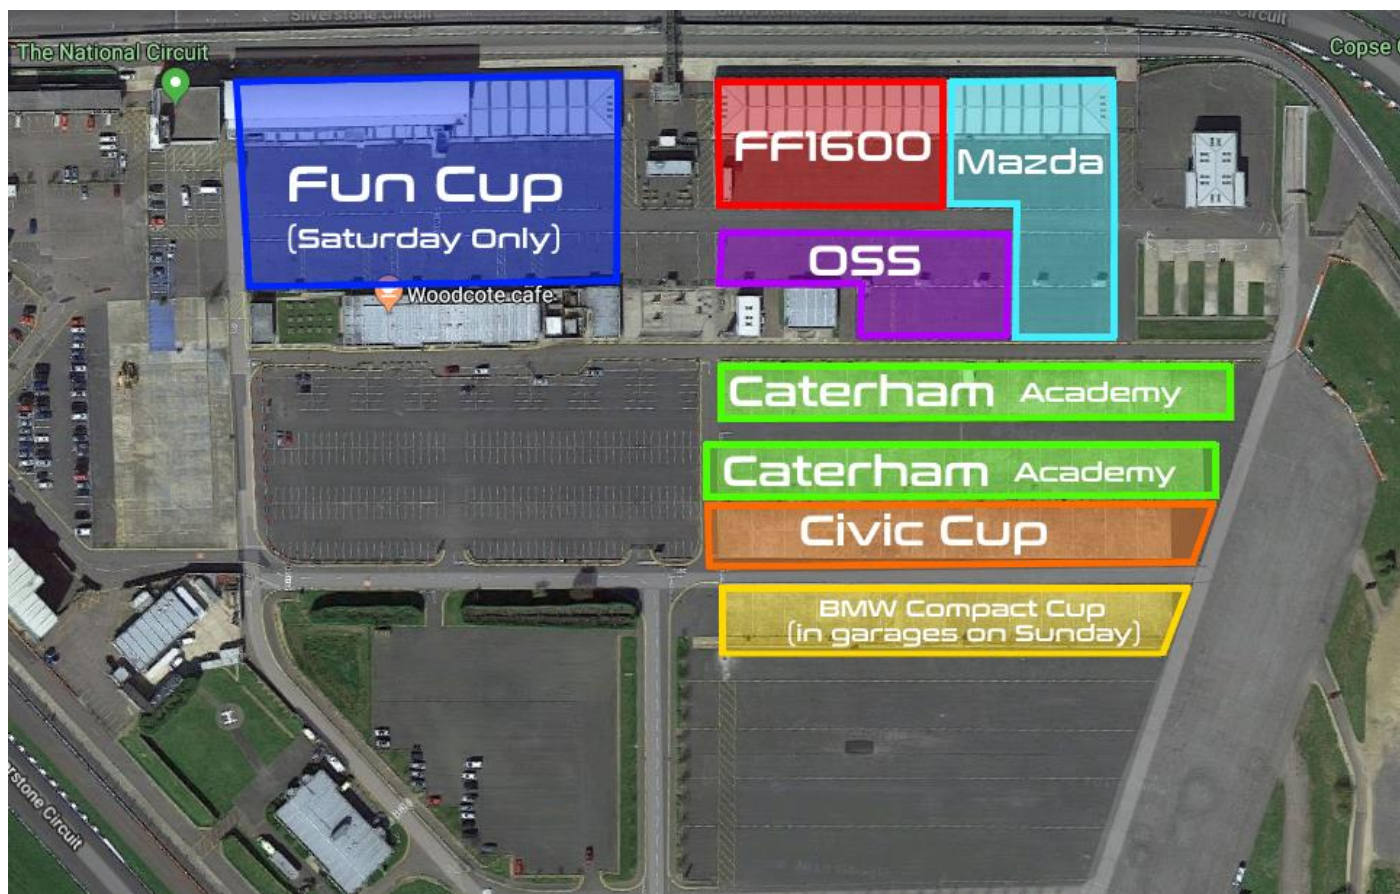 Silverstone Circuit
Silverstone Circuit
Circuit
The National Circuit
Copse
FF1600
Mazda
Fun Cup
(Saturday Only)
OSS
Woodcote cafe
Caterham Academy
Caterham Academy
Civic Cup
BMW Compact Cup
(in garages on Sunday)
H
Circuit